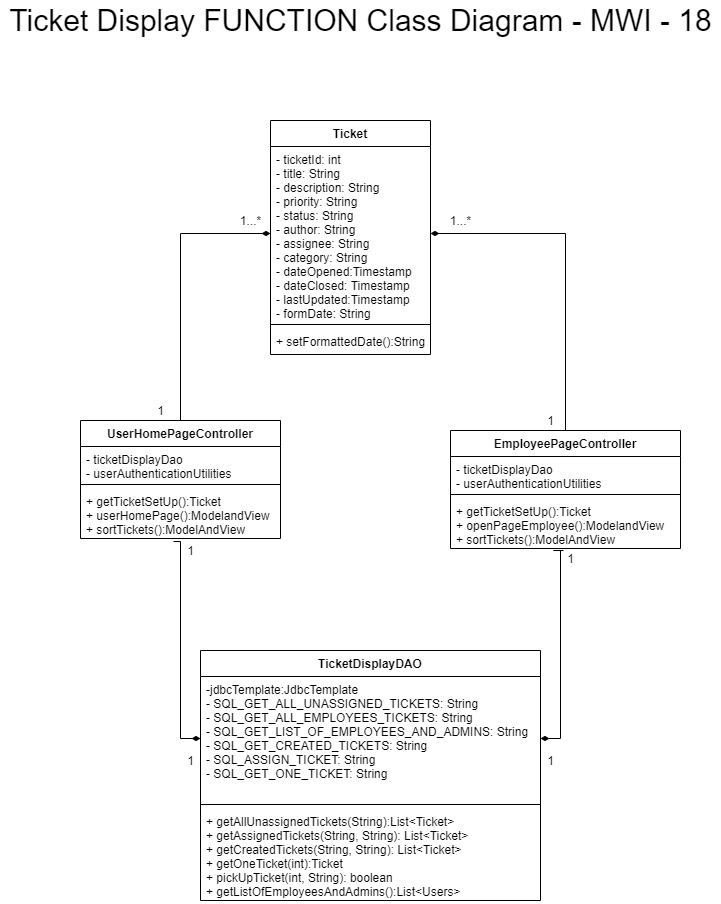 Ticket Display FUNCTION Class Diagram - MWI - 18
Ticket
- ticketId: int
- title: String
- description: String
- priority: String
- status: String
- author: String
- assignee: String
- category: String
- dateOpened:Timestamp
- dateClosed: Timestamp
- lastUpdated:Timestamp
- formDate: String
+ setFormattedDate():String
1...*
1...*
1
1
UserHomePageController
- ticketDisplayDao
- userAuthenticationUtilities
+ getTicketSetUp():Ticket
+ userHomePage():ModelandView
+ sortTickets():ModelAndView
1
EmployeePageController
- ticketDisplayDao
- userAuthenticationUtilities
+ getTicketSetUp():Ticket
+ openPageEmployee():ModelandView
+ sortTickets():ModelAndView
1
TicketDisplayDAO
-jdbcTemplate:JdbcTemplate
- SQL_GET_ALL_UNASSIGNED_TICKETS: String
- SQL_GET_ALL_EMPLOYEES_TICKETS: String
- SQL_GET_LIST_OF_EMPLOYEES_AND_ADMINS: String
- SQL_GET_CREATED_TICKETS: String
- SQL_ASSIGN_TICKET: String
- SQL_GET_ONE_TICKET: String
1
1
+ getAllUnassignedTickets(String):List<Ticket>
+ getAssignedTickets(String, String): List<Ticket>
+ getCreatedTickets(String, String): List<Ticket>
+ getOneTicket(int):Ticket
+ pickUpTicket(int, String): boolean
+ getListOfEmployeesAndAdmins():List<Users>